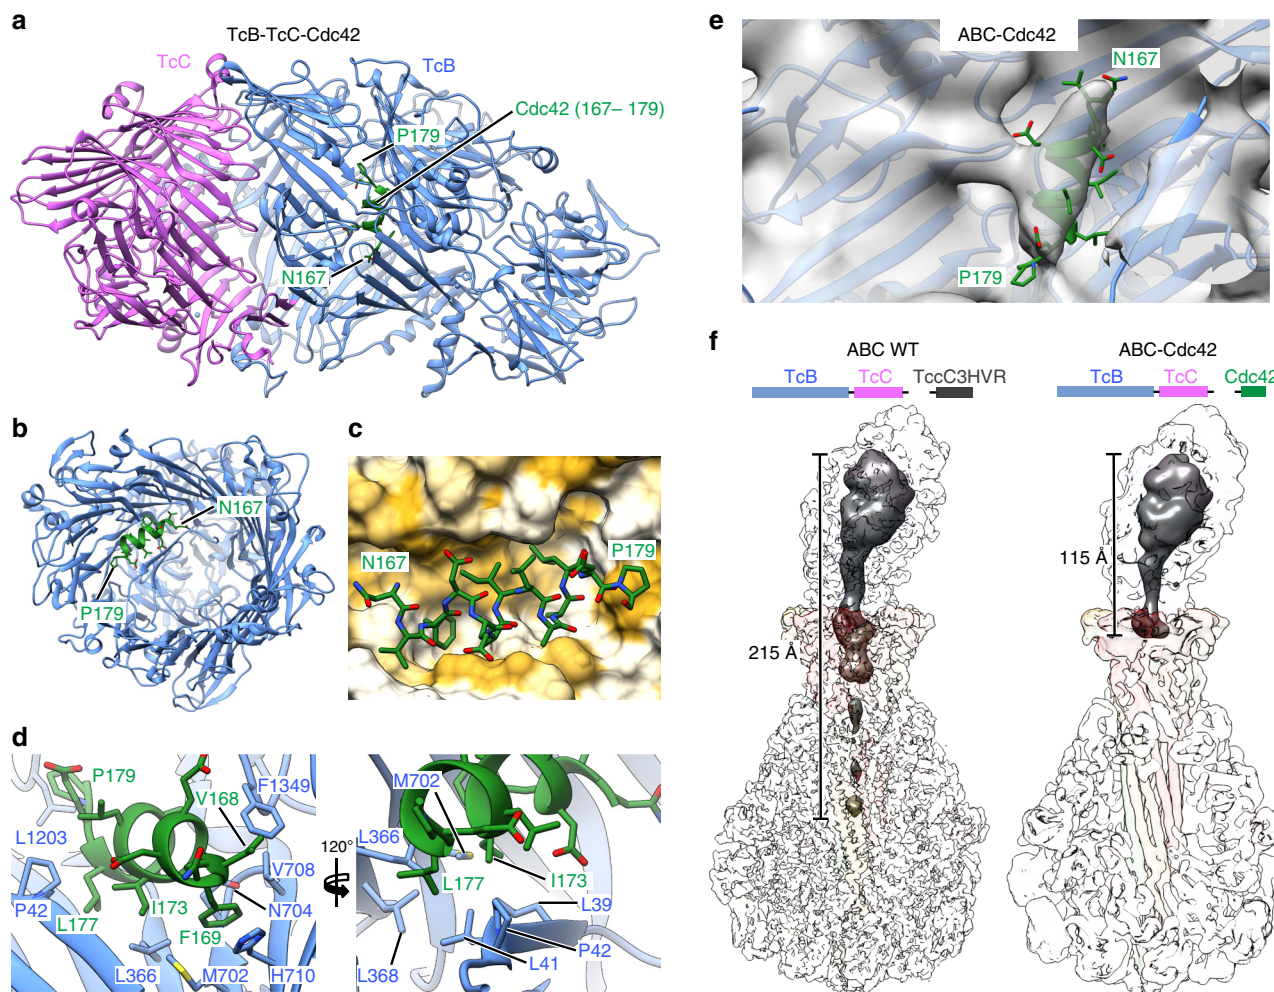 a
TcB-TcC-Cdc42
TcC
TcB
Cdc42 (167– 179)
P179
N167
b
N167
P179
c
N167
P179
d
P179
V168
F1349
L1203
V708
P42
I173
N704
L177
F169
L366
M702
H710
120°
M702
L366
L177
I173
L39
P42
L41
L368
e
ABC-Cdc42
N167
P179
f
ABC WT
TcB
TcC
TccC3HVR
215 Å
ABC-Cdc42
TcB
TcC
Cdc42
115 Å